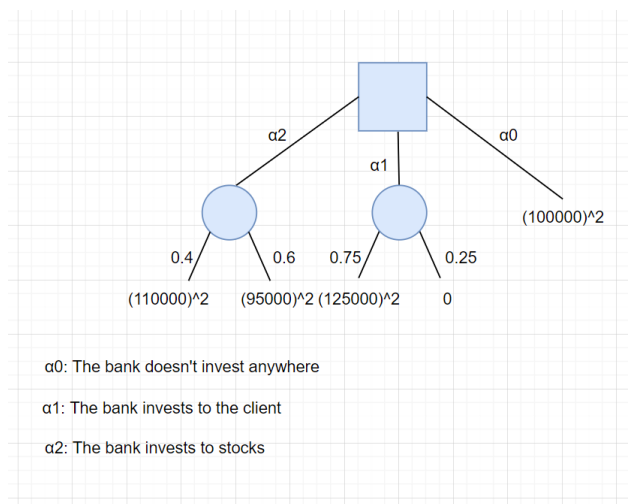 α2
α0
α1
(100000)^2
0.4
0.6
0.75
0.25
(110000)^2
(95000)^2
(125000)^2
0
α0: The bank doesn't invest anywhere
α1: The bank invests to the client
α2: The bank invests to stocks